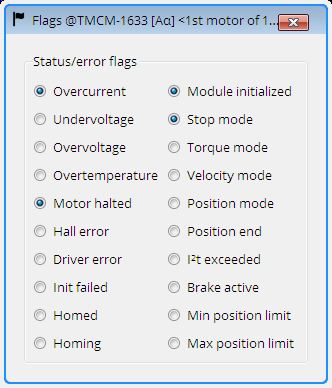 Flags @TMCM-1633 [Aα] <1st motor of 1...
Status/error flags
Overcurrent
Undervoltage
Overvoltage
Overtemperature
Motor halted
Hall error
Driver error
Init failed
Homed
Homing
Module initialized
Stop mode
Torque mode
Velocity mode
Position mode
Position end
I²t exceeded
Brake active
Min position limit
Max position limit